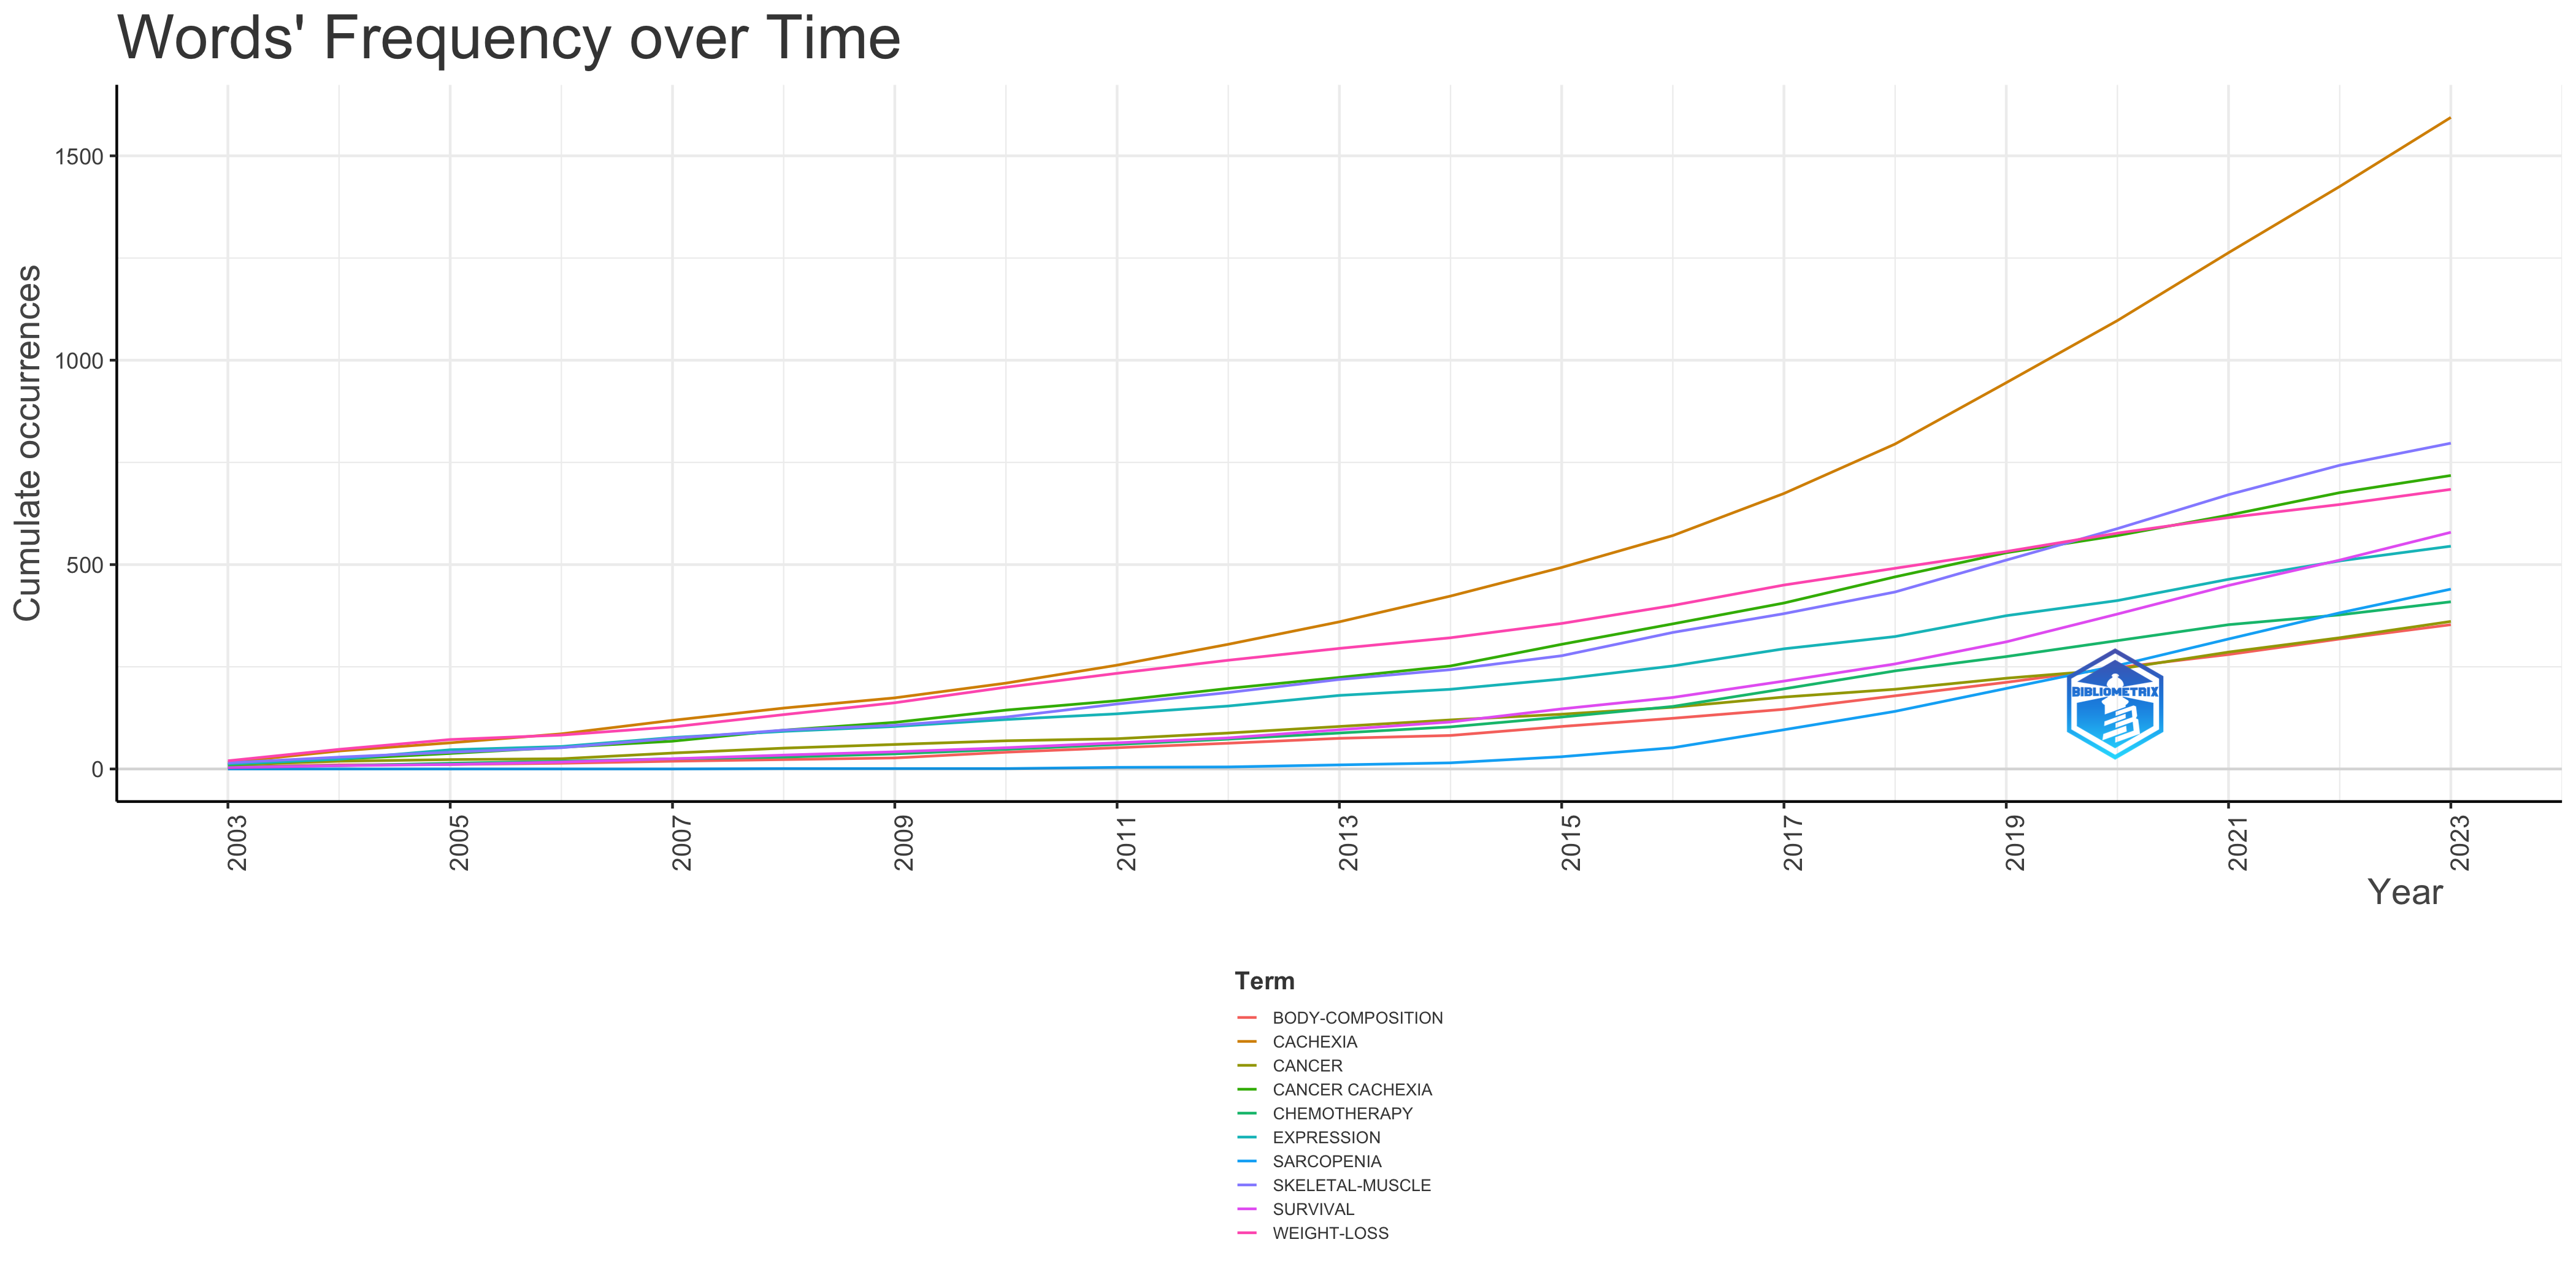 Words' Frequency over Time
Cumulate occurrences
1500
1000
500
0
BIBLIOMETRIX
2003
2005
2007
2009
2011
2013
2015
2017
2019
2021
2023
Year
Term
BODY-COMPOSITION
CACHEXIA
CANCER
CANCER CACHEXIA
CHEMOTHERAPY
EXPRESSION
SARCOPENIA
SKELETAL-MUSCLE
SURVIVAL
WEIGHT-LOSS